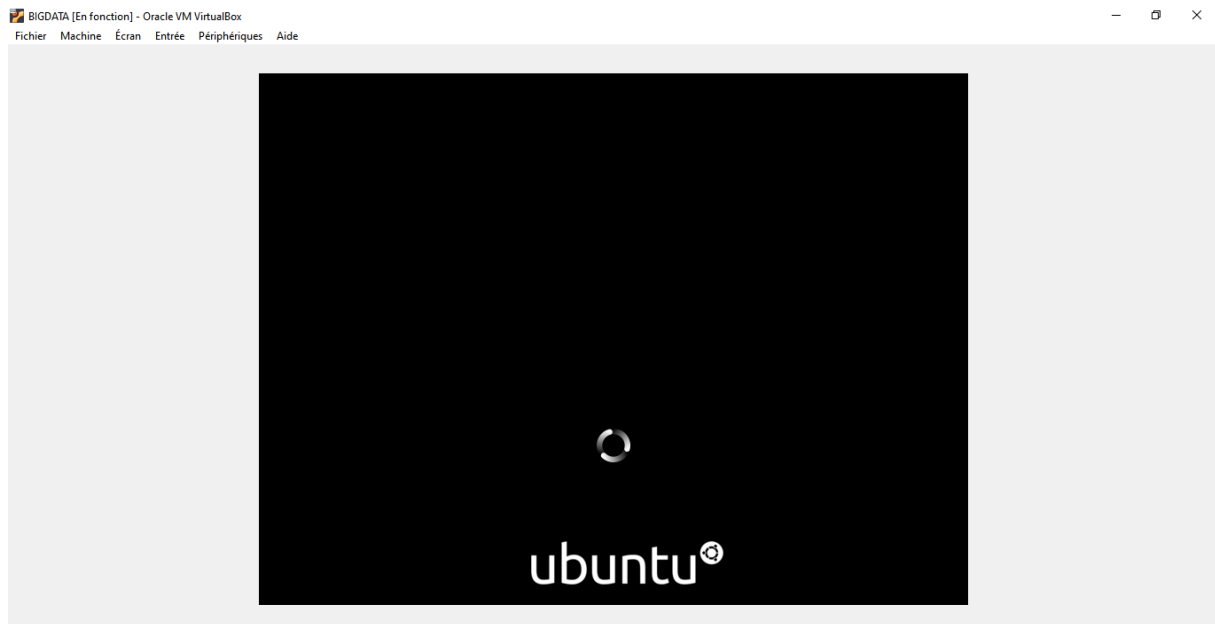 BIGDATA [En fonction] - Oracle VM VirtualBox
Fichier Machine Écran Entrée Périphériques Aide
ubuntu